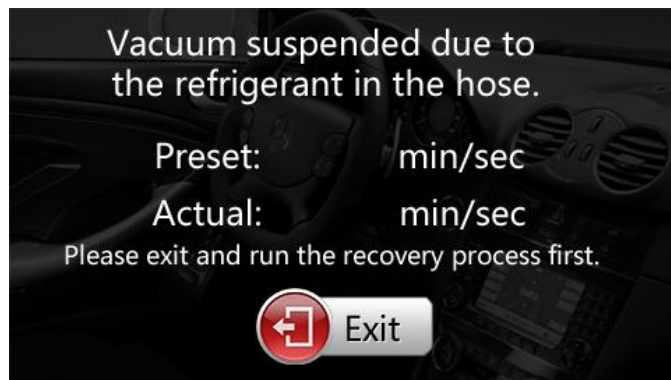 Vacuum suspended due to
the refrigerant in the hose.
Preset: min/sec
Actual: min/sec
Please exit and run the recovery process first.
Exit